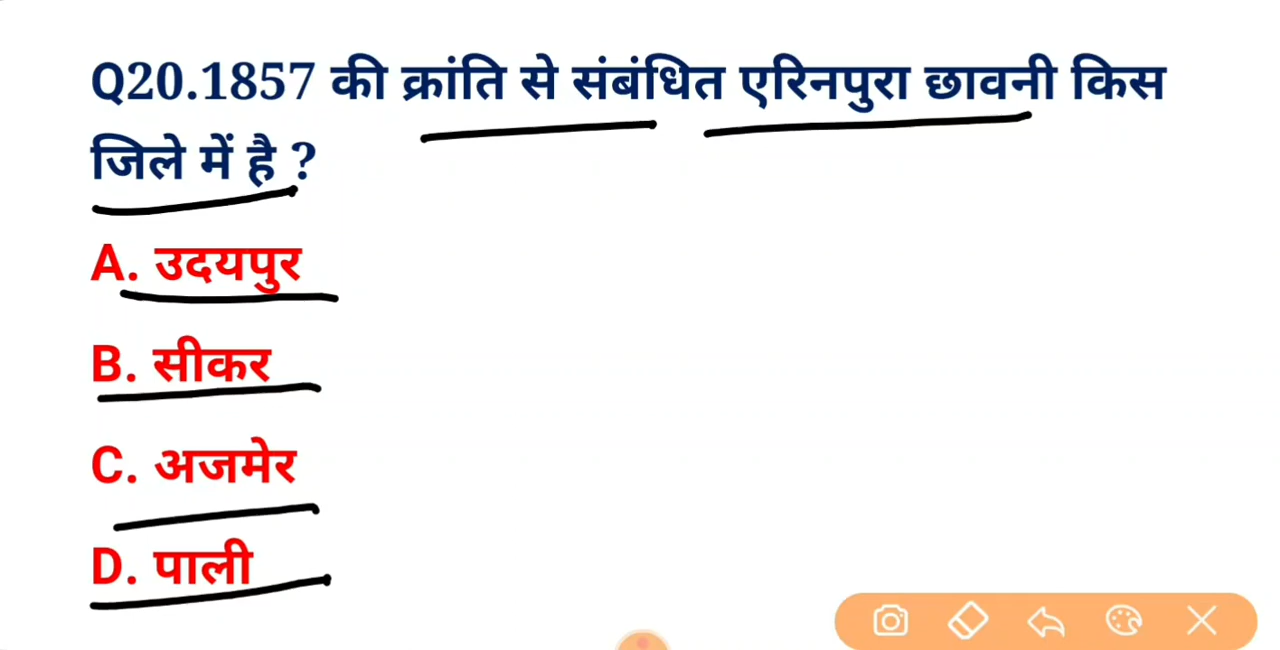 Q20.1857 की क्रांति से संबंधित एरिनपुरा छावनी किस
जिले में है ?
A. उदयपुर
B. सीकर
C. अजमेर
D. पाली